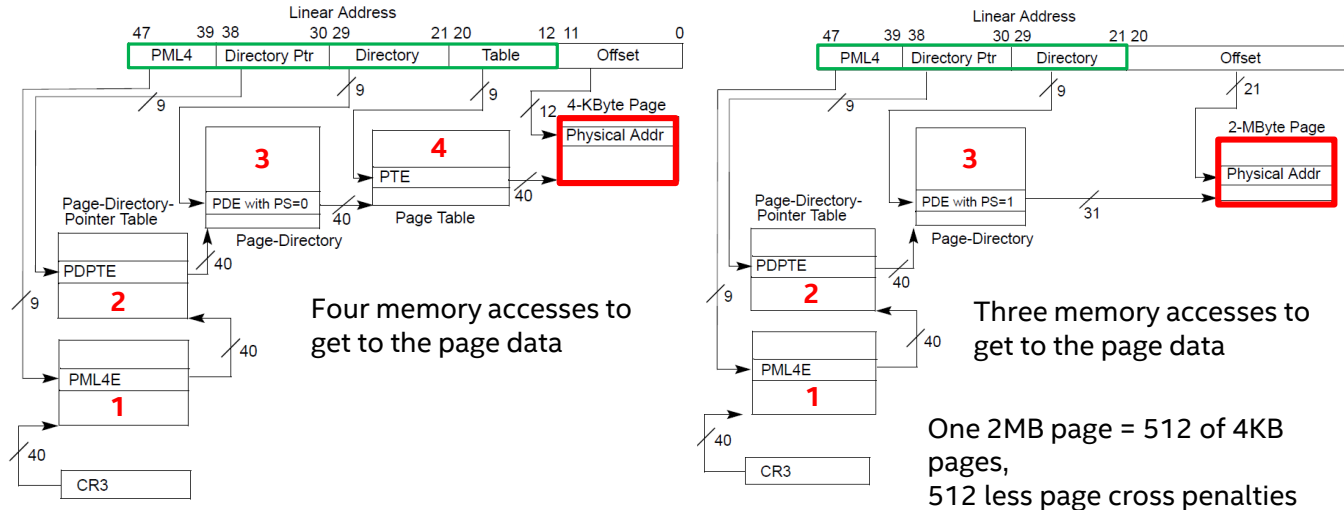 Linear Address
47 39 38 30 29 21 20 12 11 0
PML4 Directory Ptr Directory Table Offset
9 9 9 12 4-KByte Page
Physical Addr
3 4
PTE
40
Page-Directory-
Pointer Table
PDE with PS=0
40
Page Table
Page-Directory
40
PDPTE
9
2
40
PML4E
1
40
CR3
Four memory accesses to
get to the page data
Linear Address
47 39 38 30 29 21 20 0
PML4 Directory Ptr Directory Offset
9 9 21
2-MByte Page
Physical Addr
3
Page-Directory-
Pointer Table
PDE with PS=1
31
Page-Directory
40
PDPTE
9
2
40
PML4E
1
40
CR3
Three memory accesses to
get to the page data
One 2MB page = 512 of 4KB
pages,
512 less page cross penalties